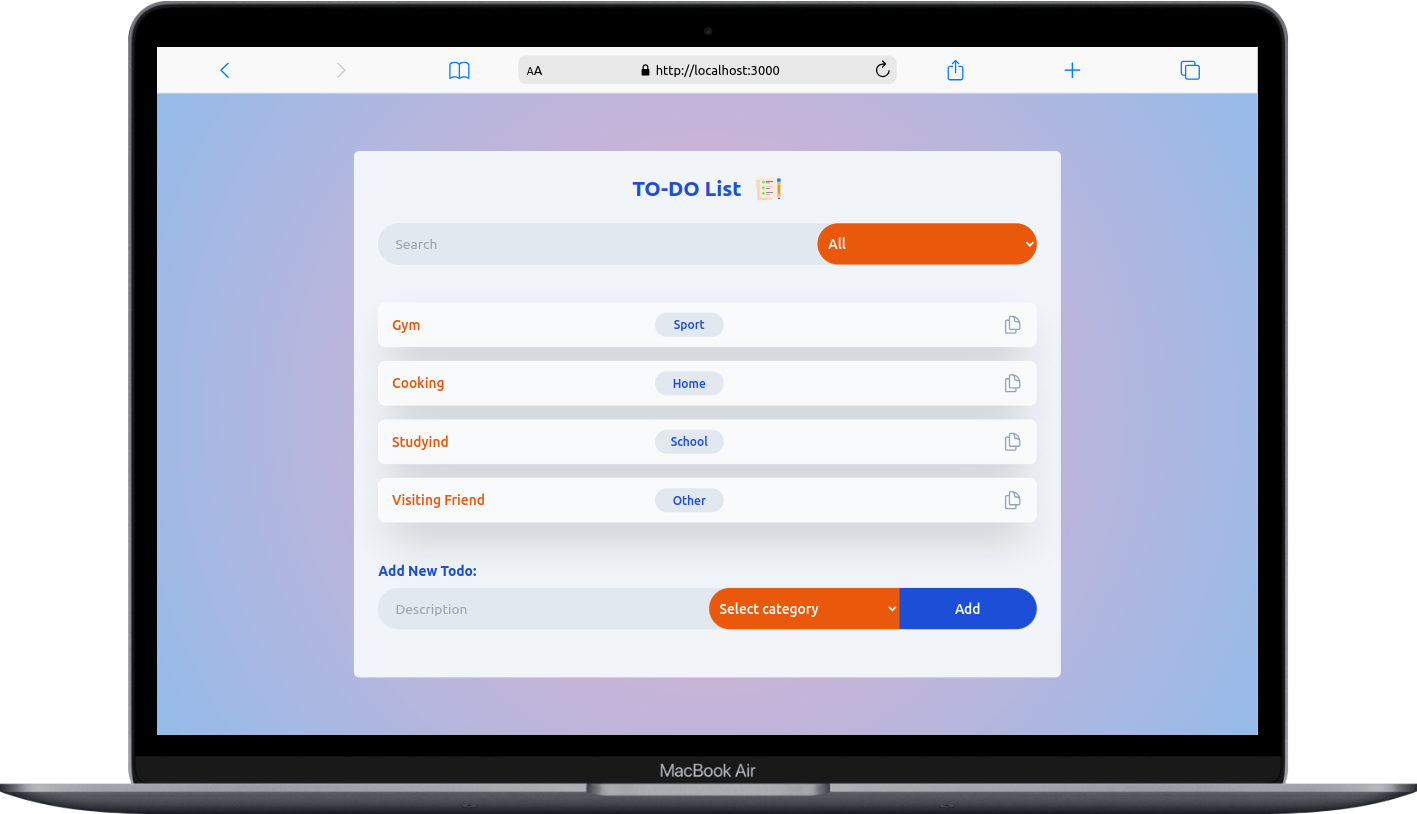 AA http://localhost:3000
TO-DO List
Search All
Gym Sport
Cooking Home
Studyind School
Visiting Friend Other
Add New Todo:
Description Select category Add
MacBook Air